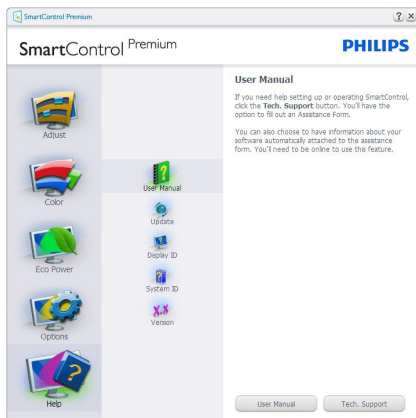 SmartControl Premium
SmartControl Premium
PHILIPS
Adjust
Color
Eco Power
Options
Help
User Manual
Update
Display ID
System ID
Version
User Manual
If you need help setting up or operating SmartControl,
click the Tech. Support button. You'll have the
option to fill out an Assistance Form.
You can also choose to have information about your
software automatically attached to the assistance
form. You'll need to be online to use this feature.
User Manual
Tech. Support